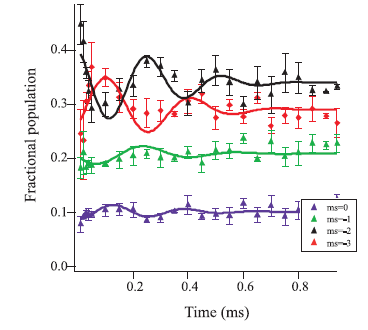 Fractional population
0.4
0.3
0.2
0.1
0.0
0.2
0.4
0.6
0.8
Time (ms)
ms=0
ms=-1
ms=-2
ms=-3